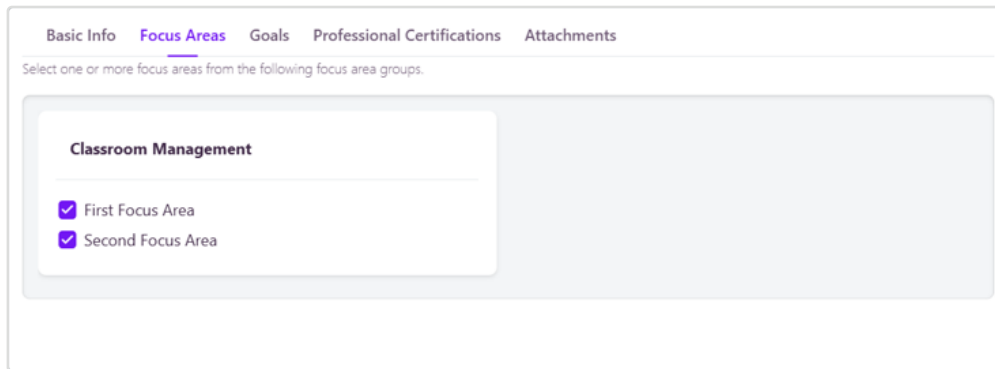 Basic Info Focus Areas Goals Professional Certifications Attachments
Select one or more focus areas from the following focus area groups.
Classroom Management
First Focus Area
Second Focus Area